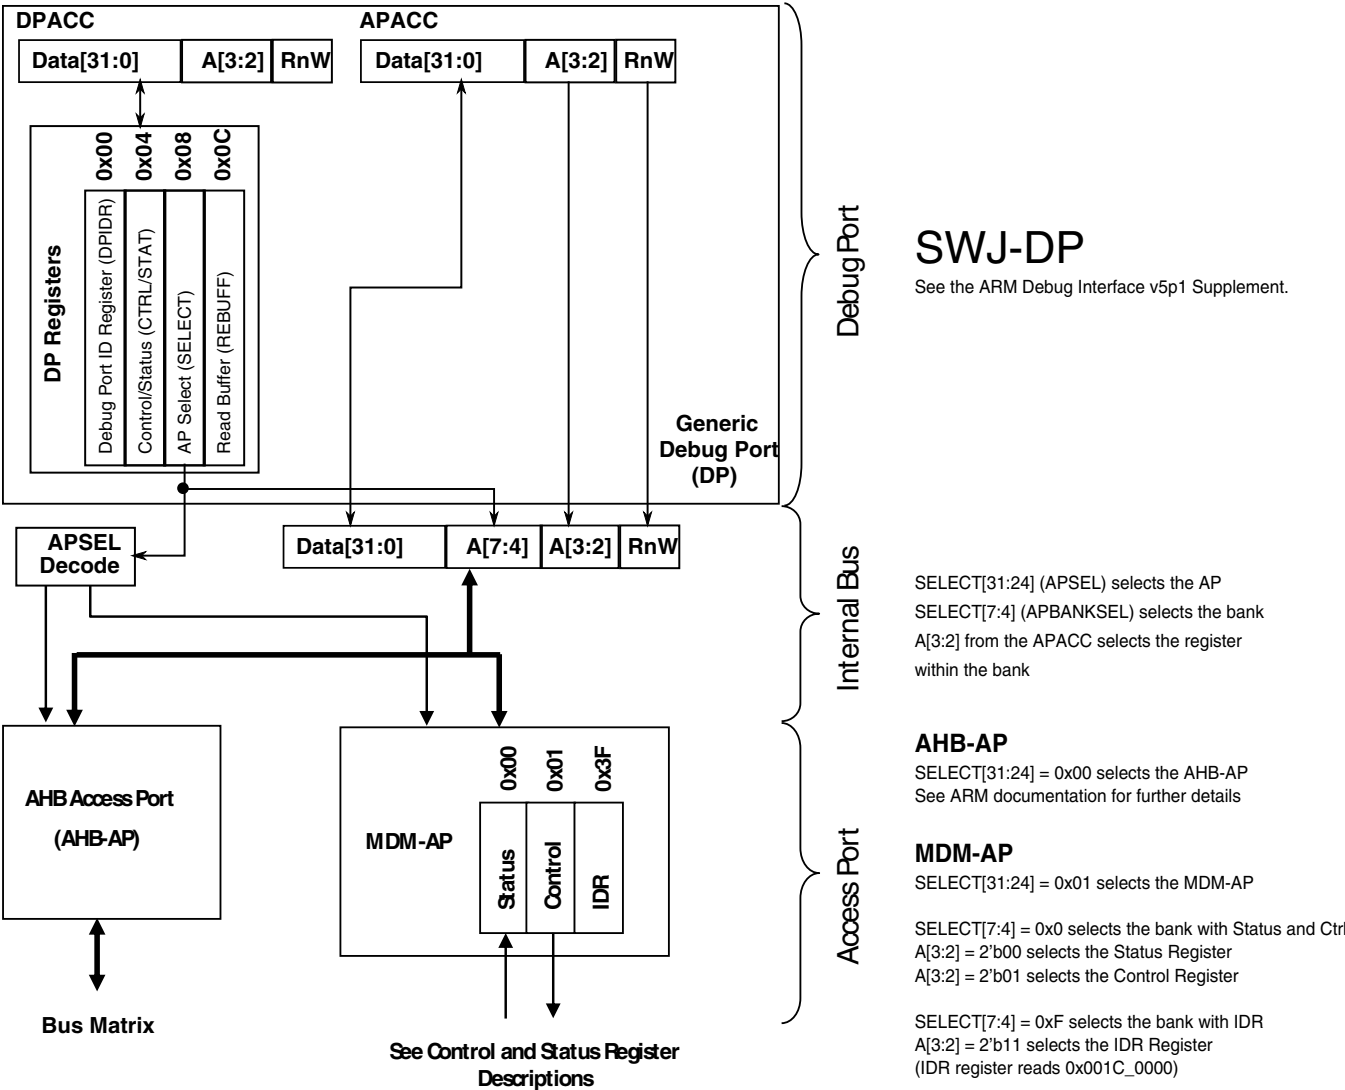 DPACC
APACC
Data[31:0] A[3:2] RnW
Data[31:0] A[3:2] RnW
0x00
0x04
0x08
0x0C
DP Registers
Debug Port ID Register (DPIDR)
Control/Status (CTRL/STAT)
AP Select (SELECT)
Read Buffer (REBUFF)
Generic
Debug Port
(DP)
Debug Port
SWJ-DP
See the ARM Debug Interface v5p1 Supplement.
APSEL
Decode
Data[31:0] A[7:4] A[3:2] RnW
Internal Bus
SELECT[31:24] (APSEL) selects the AP
SELECT[7:4] (APBANKSEL) selects the bank
A[3:2] from the APACC selects the register
within the bank
AHB Access Port
(AHB-AP)
Bus Matrix
MDM-AP
0x00
0x01
0x3F
Status
Control
IDR
See Control and Status Register
Descriptions
Access Port
AHB-AP
SELECT[31:24] = 0x00 selects the AHB-AP
See ARM documentation for further details
MDM-AP
SELECT[31:24] = 0x01 selects the MDM-AP
SELECT[7:4] = 0x0 selects the bank with Status and Ctrl
A[3:2] = 2'b00 selects the Status Register
A[3:2] = 2'b01 selects the Control Register
SELECT[7:4] = 0xF selects the bank with IDR
A[3:2] = 2'b11 selects the IDR Register
(IDR register reads 0x001C_0000)